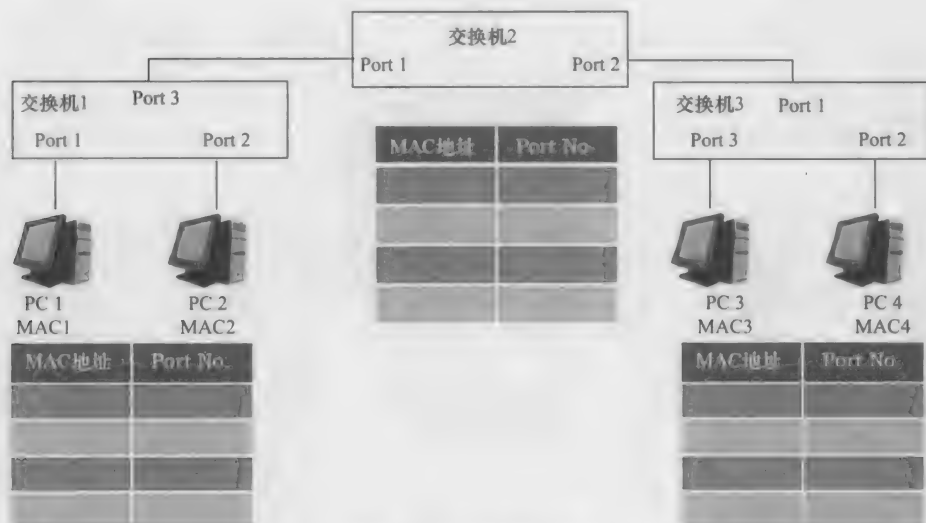 交换机2
Port 1
Port 2
交换机1
Port 3
Port 1
Port 2
交换机3
Port 1
Port 3
Port 2
MAC地址
Port No.
PC 1
MAC1
PC 2
MAC2
PC 3
MAC3
PC 4
MAC4
MAC地址
Port No.
MAC地址
Port No.